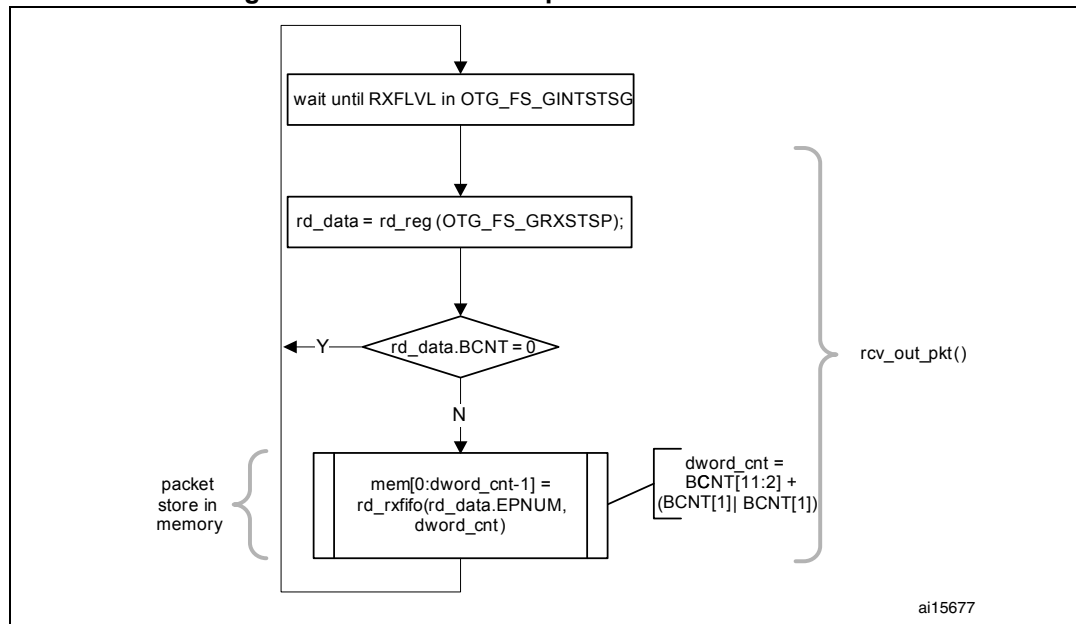 wait until RXFLVL in OTG_FS_GINTSTSG
rd_data = rd_reg (OTG_FS_GRXSTSP);
rd_data.BCNT = 0
Y
rcv_out_pkt()
N
packet
store in
memory
mem[0:dword_cnt-1] =
rd_rxfifo(rd_data.EPNUM,
dword_cnt)
dword_cnt =
BCNT[11:2] +
(BCNT[1] | BCNT[1])
ai15677